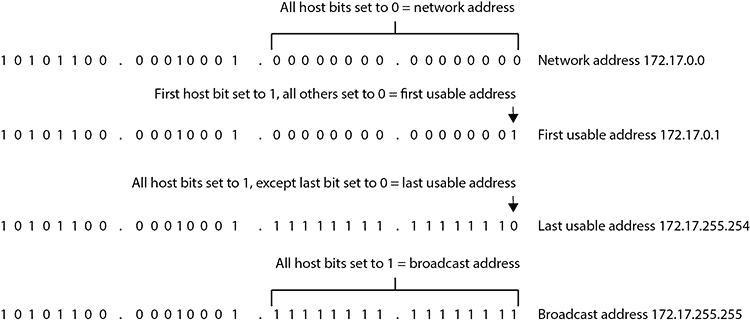 All host bits set to 0 = network address
1 0 1 0 1 1 0 0 . 0 0 0 1 0 0 0 1 . 0 0 0 0 0 0 0 0 . 0 0 0 0 0 0 0 0 Network address 172.17.0.0
First host bit set to 1, all others set to 0 = first usable address
1 0 1 0 1 1 0 0 . 0 0 0 1 0 0 0 1 . 0 0 0 0 0 0 0 0 . 0 0 0 0 0 0 0 1 First usable address 172.17.0.1
All host bits set to 1, except last bit set to 0 = last usable address
1 0 1 0 1 1 0 0 . 0 0 0 1 0 0 0 1 . 1 1 1 1 1 1 1 1 . 1 1 1 1 1 1 1 0 Last usable address 172.17.255.254
All host bits set to 1 = broadcast address
1 0 1 0 1 1 0 0 . 0 0 0 1 0 0 0 1 . 1 1 1 1 1 1 1 1 . 1 1 1 1 1 1 1 1 Broadcast address 172.17.255.255